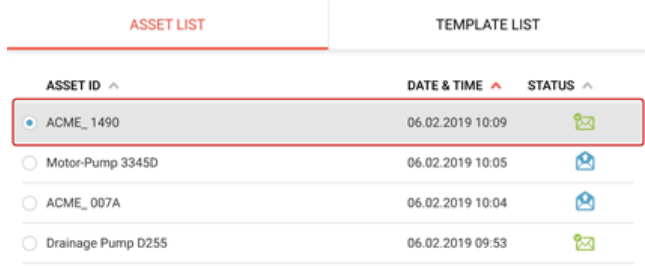 ASSET LIST TEMPLATE LIST
ASSET ID DATE & TIME STATUS
ACME_ 1490 06.02.2019 10:09
Motor-Pump 3345D 06.02.2019 10:05
ACME_ 007A 06.02.2019 10:04
Drainage Pump D255 06.02.2019 09:53